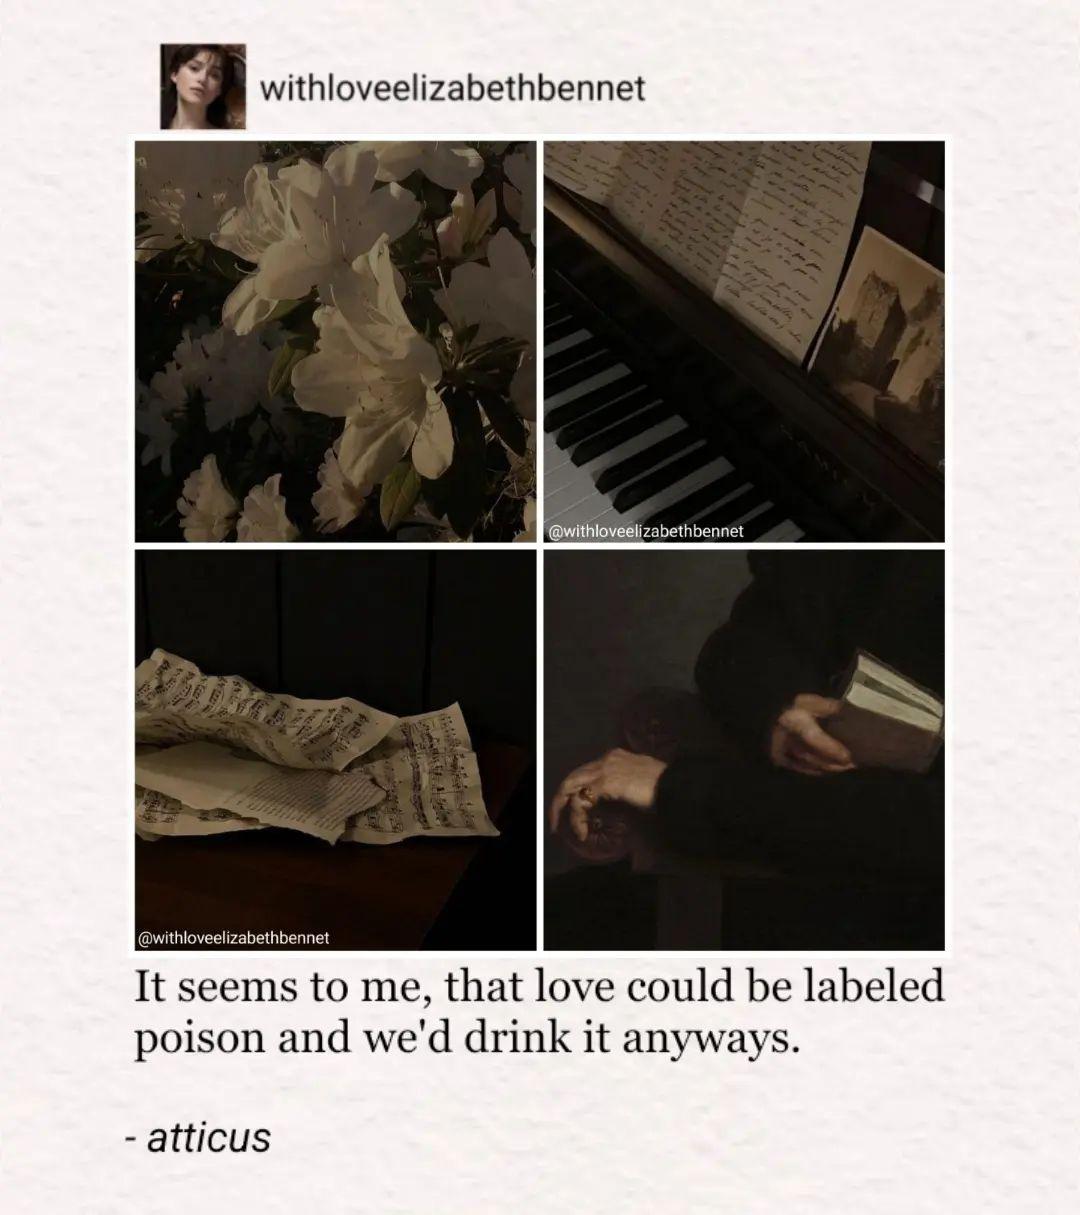 withloveelizabethbennet
@withloveelizabethbennet
@withloveelizabethbennet
It seems to me, that love could be labeled
poison and we'd drink it anyways.
- atticus